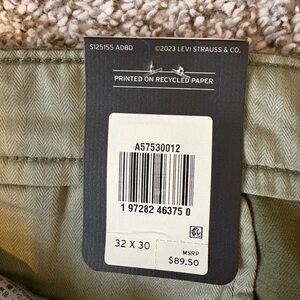 S125155 ADBD ©2023 LEVI STRAUSS & CO.
PRINTED ON RECYCLED PAPER
A57530012
1 97282 46375 0
32 X 30
MSRP
$89.50